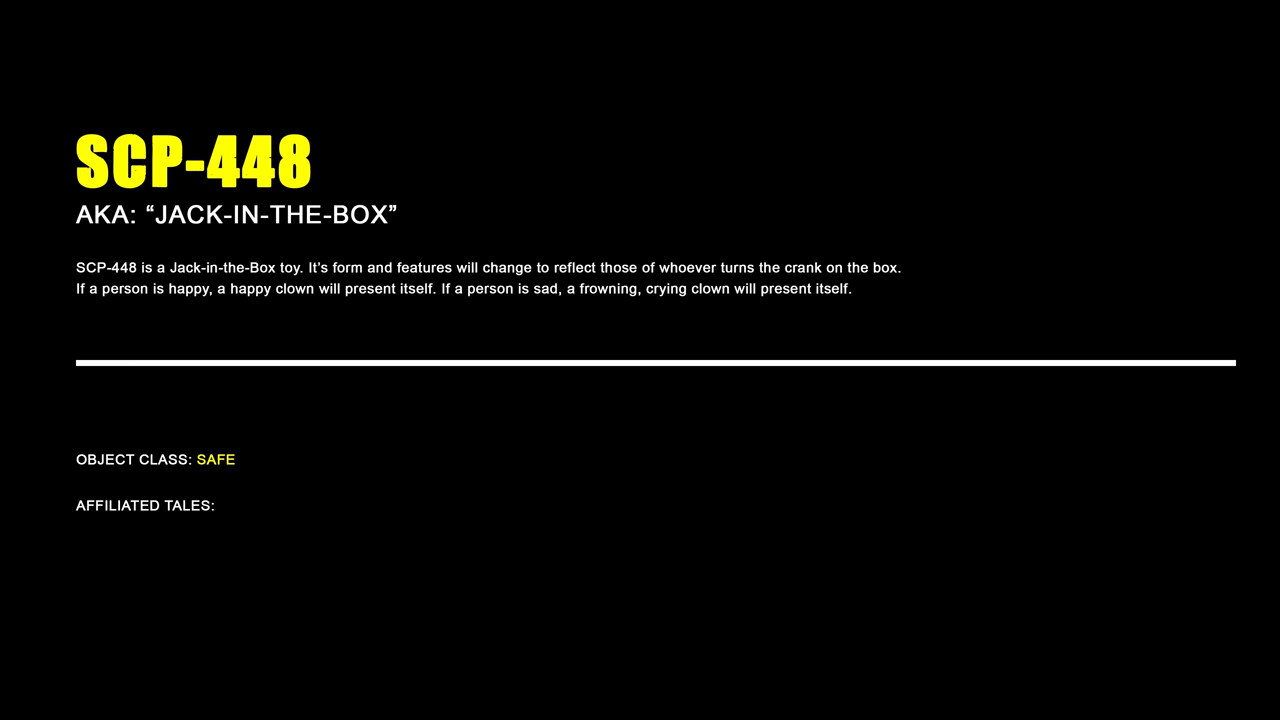 SCP-448
AKA: “JACK-IN-THE-BOX”
SCP-448 is a Jack-in-the-Box toy. It’s form and features will change to reflect those of whoever turns the crank on the box.
If a person is happy, a happy clown will present itself. If a person is sad, a frowning, crying clown will present itself.
OBJECT CLASS: SAFE
AFFILIATED TALES: